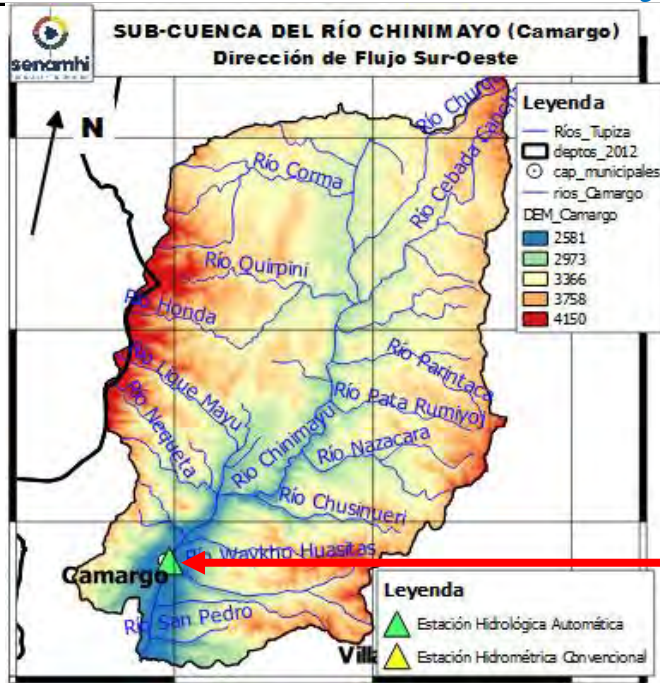 SUB-CUENCA DEL RÍO CHINIMAYO (Camargo)
Dirección de Flujo Sur-Oeste
senamhi
N
Leyenda
Ríos_Tupiza
deptos_2012
cap_municipales
rios_Camargo
DEM_Camargo
2581
2973
3366
3758
4150
Río Corma
Río Cebada Cancha
Río Quirpini
Río Honda
Río Parintaca
Río Lique Mayu
Río Pata Rumiyoj
Río Nequeta
Río Chinimayu
Río Nazacara
Río Chusinueri
Río Waykho Huasitas
Camargo
Río San Pedro
Leyenda
Estación Hidrológica Automática
Estación Hidrométrica Convencional